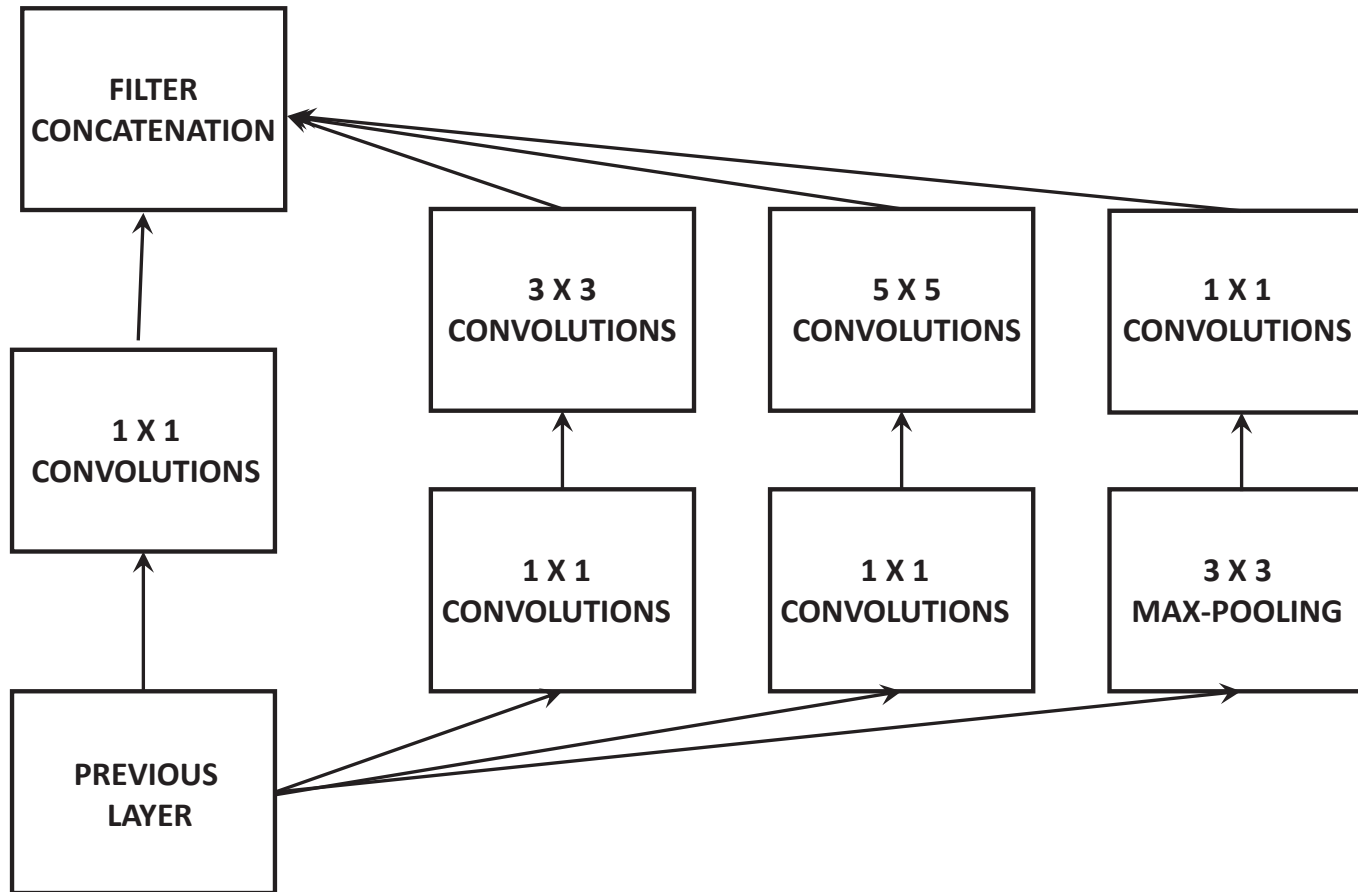 FILTER
CONCATENATION
3 X 3
CONVOLUTIONS
5 X 5
CONVOLUTIONS
1 X 1
CONVOLUTIONS
1 X 1
CONVOLUTIONS
1 X 1
CONVOLUTIONS
1 X 1
CONVOLUTIONS
3 X 3
MAX-POOLING
PREVIOUS
LAYER